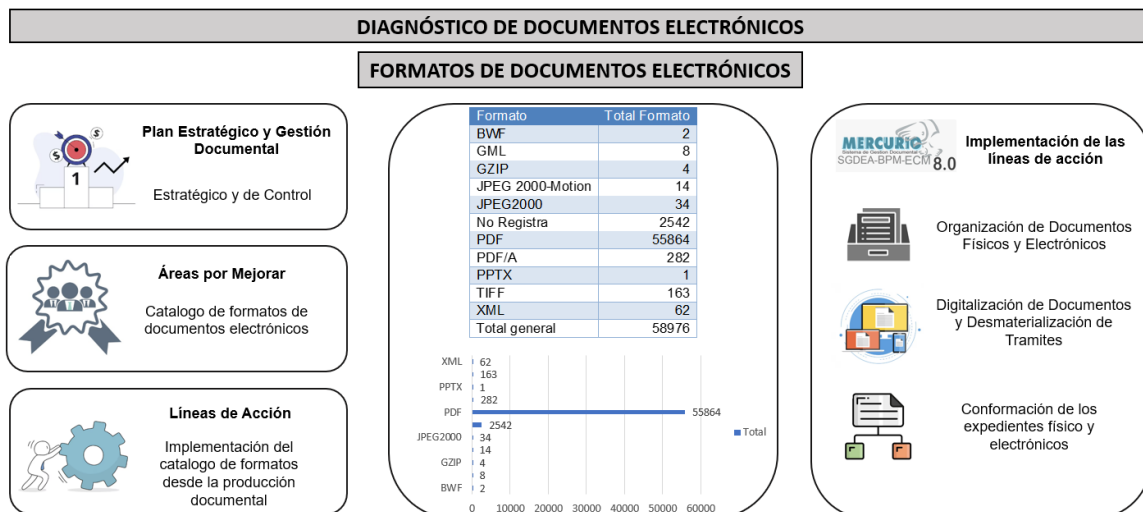 DIAGNÓSTICO DE DOCUMENTOS ELECTRÓNICOS
FORMATOS DE DOCUMENTOS ELECTRÓNICOS
Plan Estratégico y Gestión
Documental
Estratégico y de Control
$
$
1
Áreas por Mejorar
Catalogo de formatos de
documentos electrónicos
Líneas de Acción
Implementación del
catalogo de formatos
desde la producción
documental
Formato Total Formato
BWF 2
GML 8
GZIP 4
JPEG 2000-Motion 14
JPEG2000 34
No Registra 2542
PDF 55864
PDF/A 282
PPTX 1
TIFF 163
XML 62
Total general 58976
XML 62
163
PPTX 1
282
PDF 55864
2542
JPEG2000 34
14
GZIP 4
8
BWF 2
0 10000 20000 30000 40000 50000 60000
Total
MERCURIO
Sistema de Gestión Documental
SGDEA-BPM-ECM 8.0
Implementación de las
líneas de acción
Organización de Documentos
Físicos y Electrónicos
Digitalización de Documentos
y Desmaterialización de
Tramites
Conformación de los
expedientes físico y
electrónicos